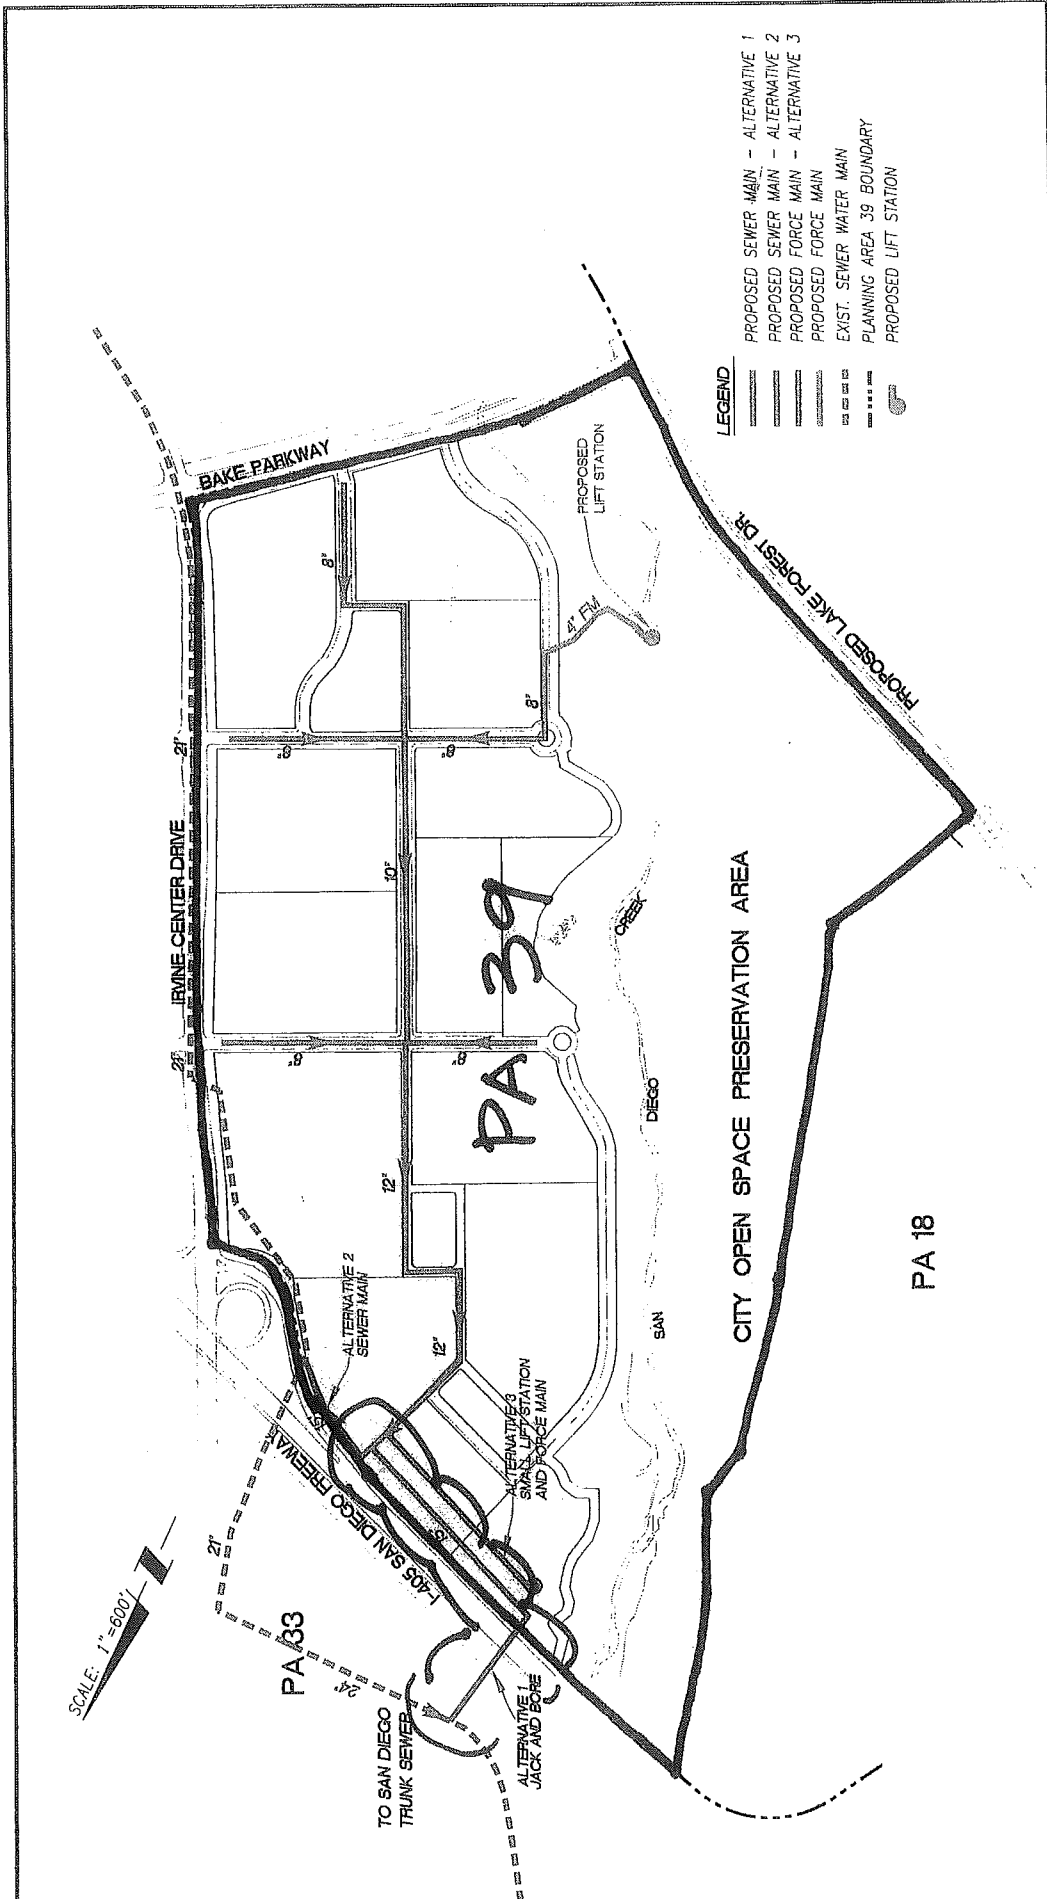 SCALE: 1"=600'
PA 33
TO SAN DIEGO
TRUNK SEWER
24"
21"
I-405 SAN DIEGO FREEWAY
ALTERNATIVE 1
JACK AND BORE
ALTERNATIVE 2
SEWER MAIN
15"
15"
ALTERNATIVE 3
SMALL LIFT STATION
AND FORCE MAIN
12"
12"
21"
IRVINE CENTER DRIVE
21"
BAKE PARKWAY
8"
8"
10"
8"
8"
8"
8"
4" FM
PROPOSED
LIFT STATION
PA 39
SAN
DIEGO
CREEK
CITY OPEN SPACE PRESERVATION AREA
PA 18
PROPOSED LAKE FOREST DR.
LEGEND
PROPOSED SEWER MAIN - ALTERNATIVE 1
PROPOSED SEWER MAIN - ALTERNATIVE 2
PROPOSED FORCE MAIN - ALTERNATIVE 3
PROPOSED FORCE MAIN
EXIST. SEWER WATER MAIN
PLANNING AREA 39 BOUNDARY
PROPOSED LIFT STATION